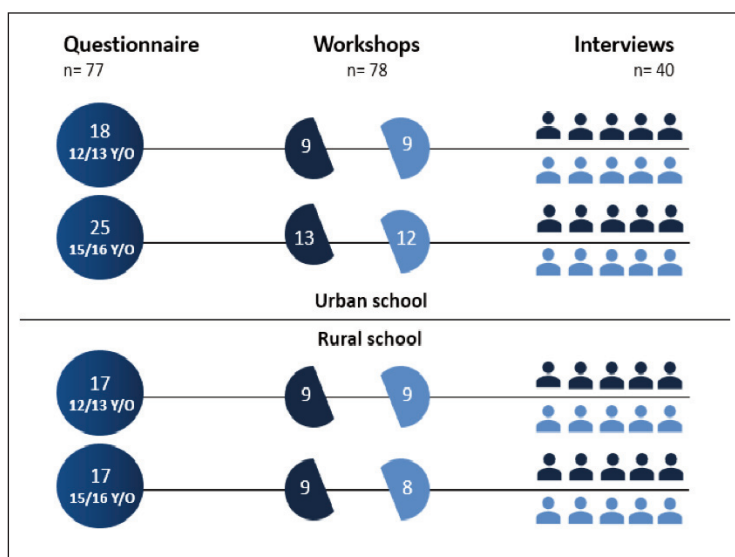 Questionnaire
n= 77
Workshops
n= 78
Interviews
n= 40
18
12/13 Y/O
9
9
25
15/16 Y/O
13
12
Urban school
Rural school
17
12/13 Y/O
9
9
17
15/16 Y/O
9
8